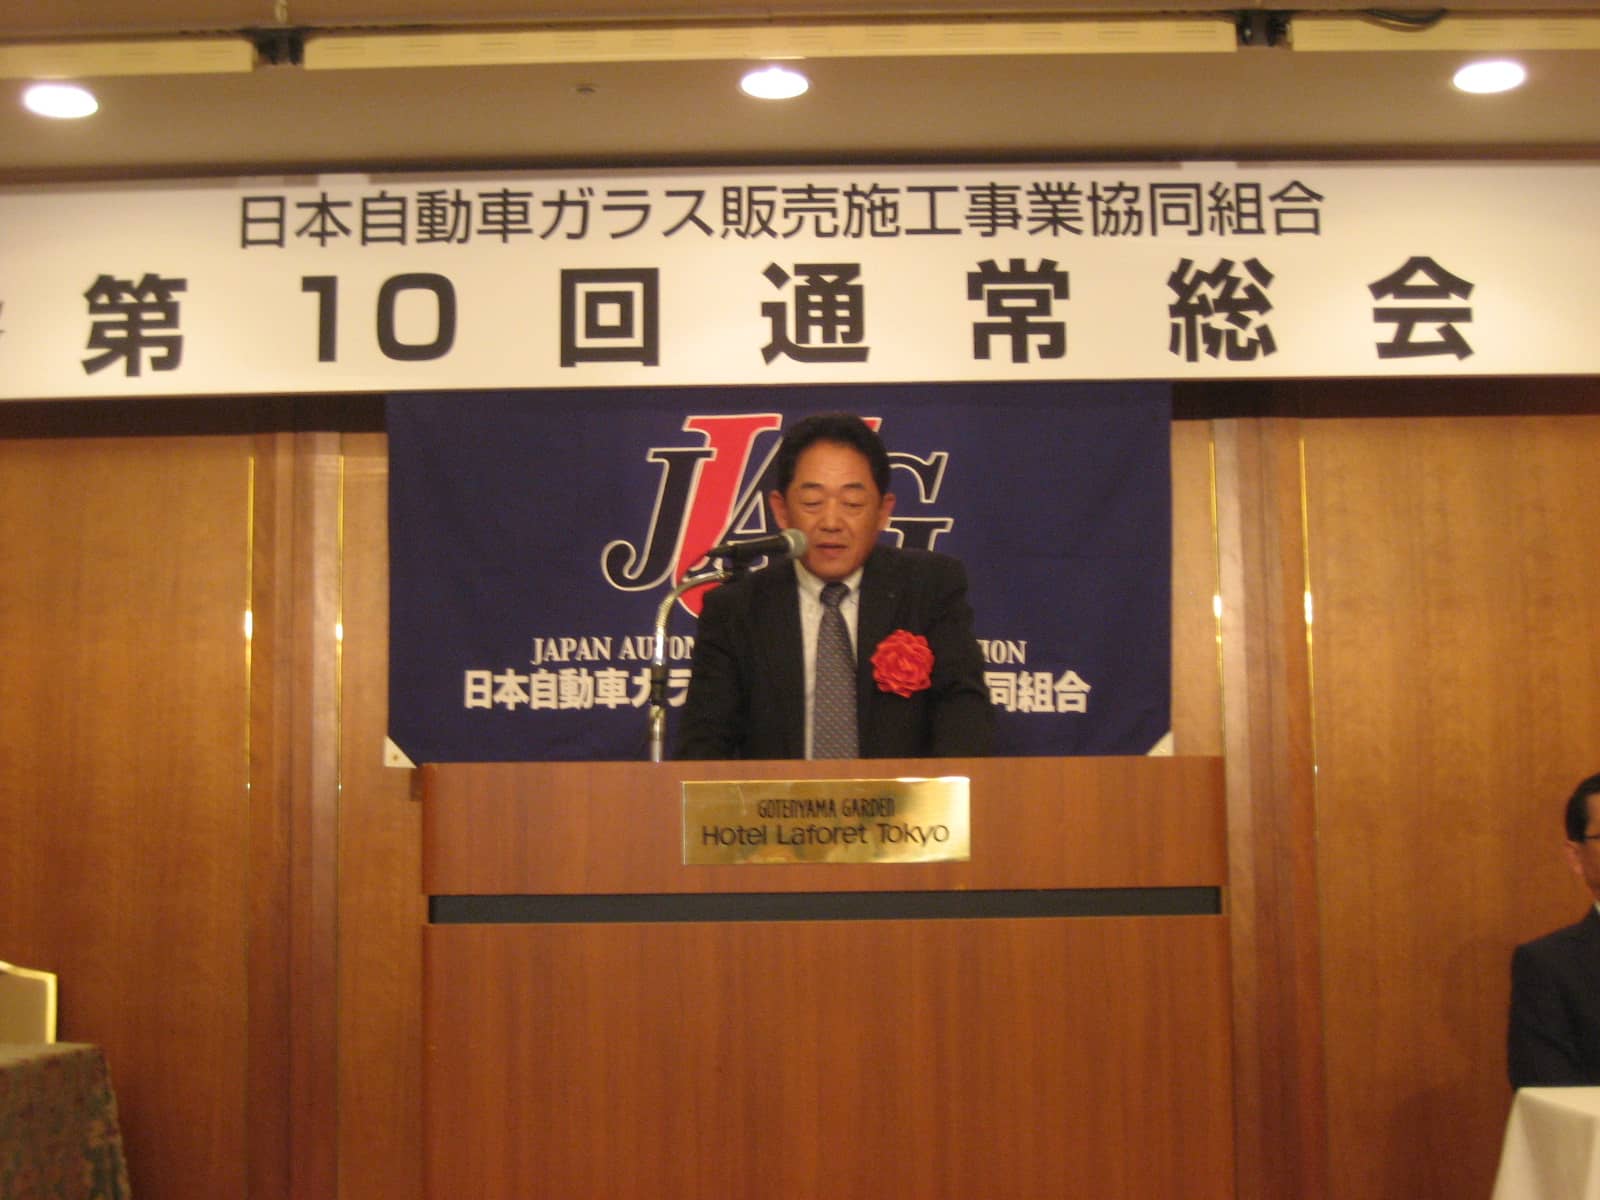 日本自動車ガラス販売施工事業協同組合
第10回通常総会
JAPAN
日本自動車ガラ 同組合
GOTENYAMA GARDEN
Hotel Laforet Tokyo